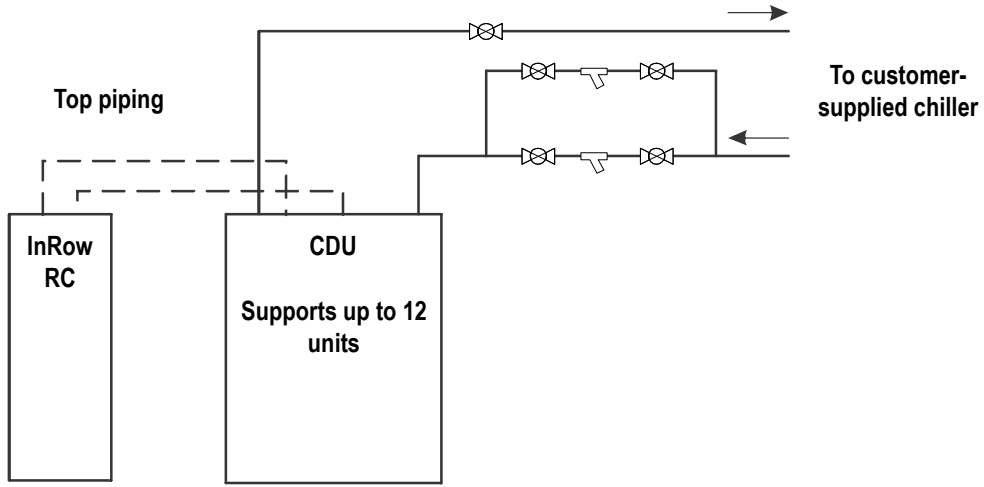 Top piping
To customer-
supplied chiller
InRow
RC
CDU
Supports up to 12
units